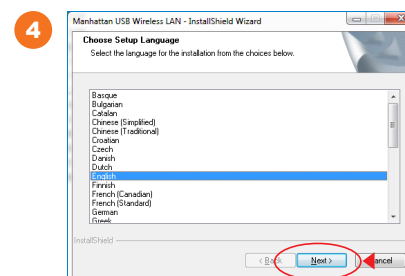 4
Manhattan USB Wireless LAN - InstallShield Wizard
Choose Setup Language
Select the language for the installation from the choices below.
Basque
Bulgarian
Catalan
Chinese (Simplified)
Chinese (Traditional)
Croatian
Czech
Danish
Dutch
English
Finnish
French (Canadian)
French (Standard)
German
Greek
InstallShield
< Back Next > ancel